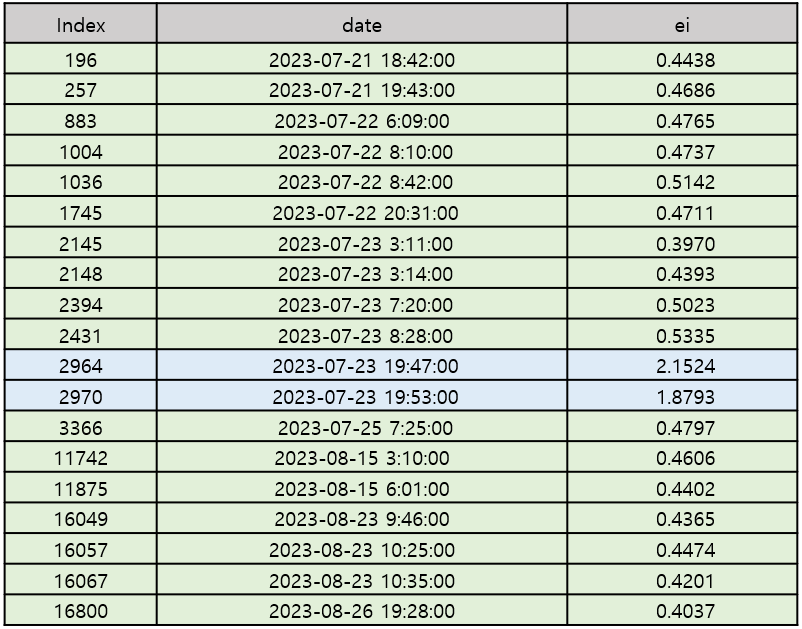 Index date ei
196 2023-07-21 18:42:00 0.4438
257 2023-07-21 19:43:00 0.4686
883 2023-07-22 6:09:00 0.4765
1004 2023-07-22 8:10:00 0.4737
1036 2023-07-22 8:42:00 0.5142
1745 2023-07-22 20:31:00 0.4711
2145 2023-07-23 3:11:00 0.3970
2148 2023-07-23 3:14:00 0.4393
2394 2023-07-23 7:20:00 0.5023
2431 2023-07-23 8:28:00 0.5335
2964 2023-07-23 19:47:00 2.1524
2970 2023-07-23 19:53:00 1.8793
3366 2023-07-25 7:25:00 0.4797
11742 2023-08-15 3:10:00 0.4606
11875 2023-08-15 6:01:00 0.4402
16049 2023-08-23 9:46:00 0.4365
16057 2023-08-23 10:25:00 0.4474
16067 2023-08-23 10:35:00 0.4201
16800 2023-08-26 19:28:00 0.4037